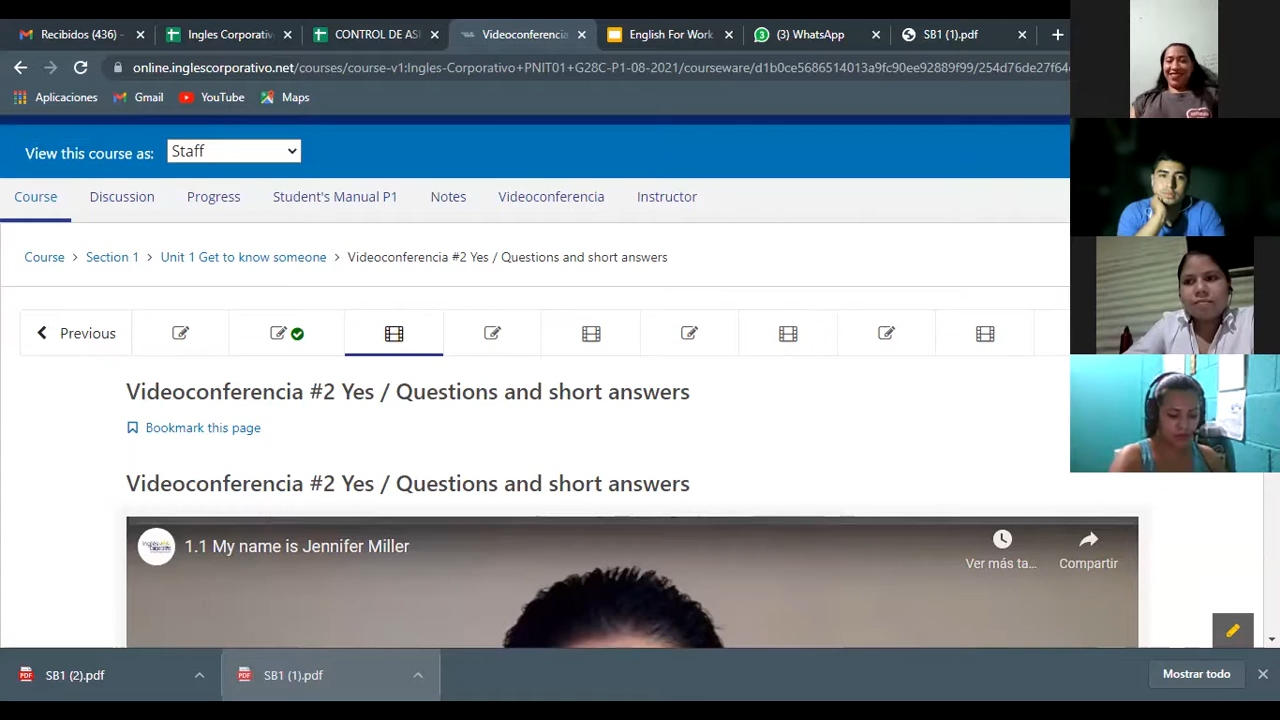 Recibidos (436) -
Ingles Corporativ
CONTROL DE AS
Videoconferencia
English For Work
(3) WhatsApp
SB1 (1).pdf
online.inglescorporativo.net/courses/course-v1:Ingles-Corporativo+PNIT01+G28C-P1-08-2021/courseware/d1b0ce5686514013a9fc90ee92889f99/254d76de27f64
Aplicaciones
Gmail
YouTube
Maps
View this course as:
Staff
Course
Discussion
Progress
Student's Manual P1
Notes
Videoconferencia
Instructor
Course > Section 1 > Unit 1 Get to know someone > Videoconferencia #2 Yes / Questions and short answers
Previous
Videoconferencia #2 Yes / Questions and short answers
Bookmark this page
Videoconferencia #2 Yes / Questions and short answers
1.1 My name is Jennifer Miller
Ver más ta...
Compartir
PDF
SB1 (2).pdf
PDF
SB1 (1).pdf
Mostrar todo